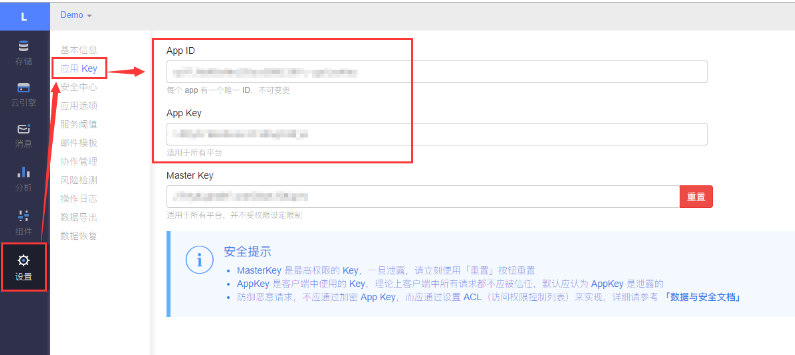 L
Demo
存储
云引擎
消息
分析
组件
设置
基本信息
应用 Key
安全中心
应用选项
服务阈值
邮件模板
协作管理
风险检测
操作日志
数据导出
数据恢复
App ID
每个 app 有一个唯一 ID，不可变更
App Key
适用于所有平台
Master Key
重置
适用于所有平台，并不受权限设定限制
安全提示
MasterKey 是最高权限的 Key，一旦泄露，请立刻使用「重置」按钮重置
AppKey 是客户端中使用的 Key，理论上客户端中所有请求都不应被信任，默认应认为 AppKey 是泄露的
防御恶意请求，不应通过加密 App Key，而应通过设置 ACL（访问权限控制列表）来实现，详细请参考 「数据与安全文档」